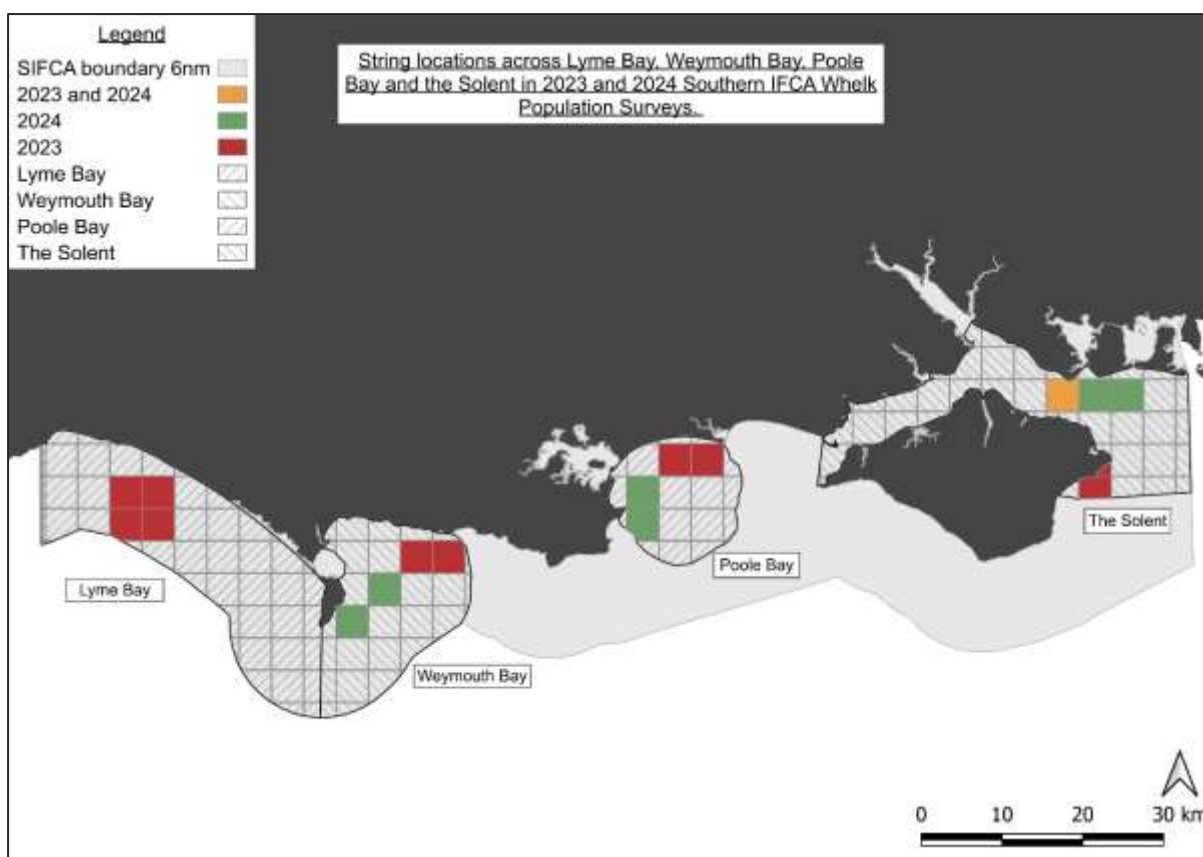 Legend
SIFCA boundary 6nm
2023 and 2024
2024
2023
Lyme Bay
Weymouth Bay
Poole Bay
The Solent
String locations across Lyme Bay, Weymouth Bay, Poole
Bay and the Solent in 2023 and 2024 Southern IFCA Whelk
Population Surveys.
The Solent
Poole Bay
Lyme Bay
Weymouth Bay
0 10 20 30 km